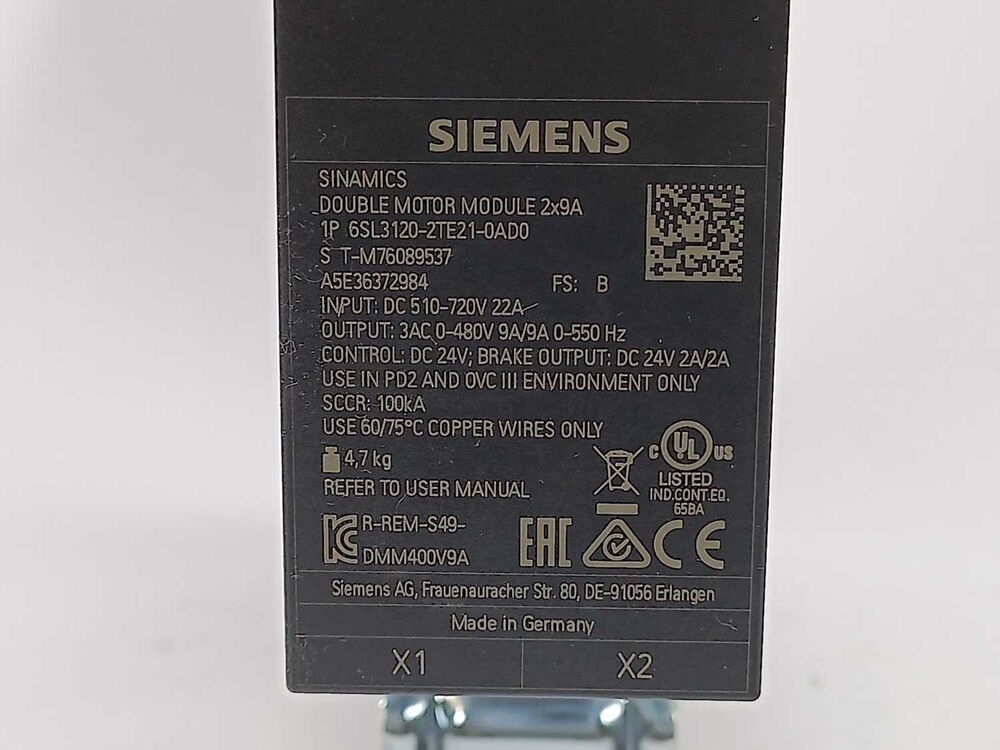 SIEMENS
SINAMICS
DOUBLE MOTOR MODULE 2x9A
1P 6SL3120-2TE21-0AD0
S T-M76089537
A5E36372984 FS: B
INPUT: DC 510-720V 22A
OUTPUT: 3AC 0-480V 9A/9A 0-550 Hz
CONTROL: DC 24V; BRAKE OUTPUT: DC 24V 2A/2A
USE IN PD2 AND OVC III ENVIRONMENT ONLY
SCCR: 100kA
USE 60/75°C COPPER WIRES ONLY
4,7 kg
REFER TO USER MANUAL
C UL US
LISTED
IND.CONT.EQ.
65BA
R-REM-S49-
DMM400V9A
EAC CE
Siemens AG, Frauenauracher Str. 80, DE-91056 Erlangen
Made in Germany
X1 X2